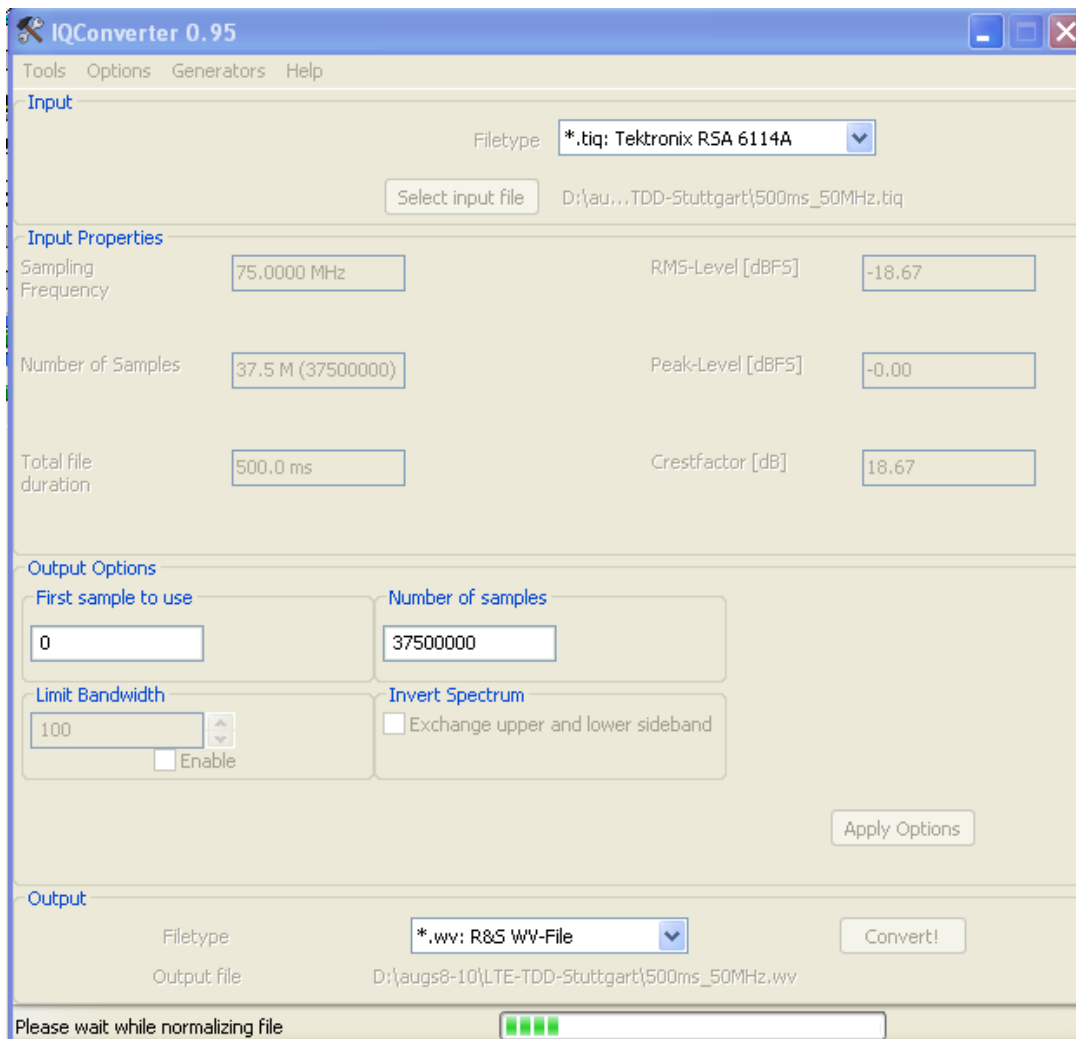 IQConverter 0.95
Tools Options Generators Help
Input
Filetype *.tiq: Tektronix RSA 6114A
Select input file D:\au...TDD-Stuttgart\500ms_50MHz.tiq
Input Properties
Sampling Frequency 75.0000 MHz RMS-Level [dBFS] -18.67
Number of Samples 37.5 M (37500000) Peak-Level [dBFS] -0.00
Total file duration 500.0 ms Crestfactor [dB] 18.67
Output Options
First sample to use Number of samples
0 37500000
Limit Bandwidth Invert Spectrum
100 Exchange upper and lower sideband
Enable
Apply Options
Output
Filetype *.wv: R&S WV-File Convert!
Output file D:\augs8-10\LTE-TDD-Stuttgart\500ms_50MHz.wv
Please wait while normalizing file